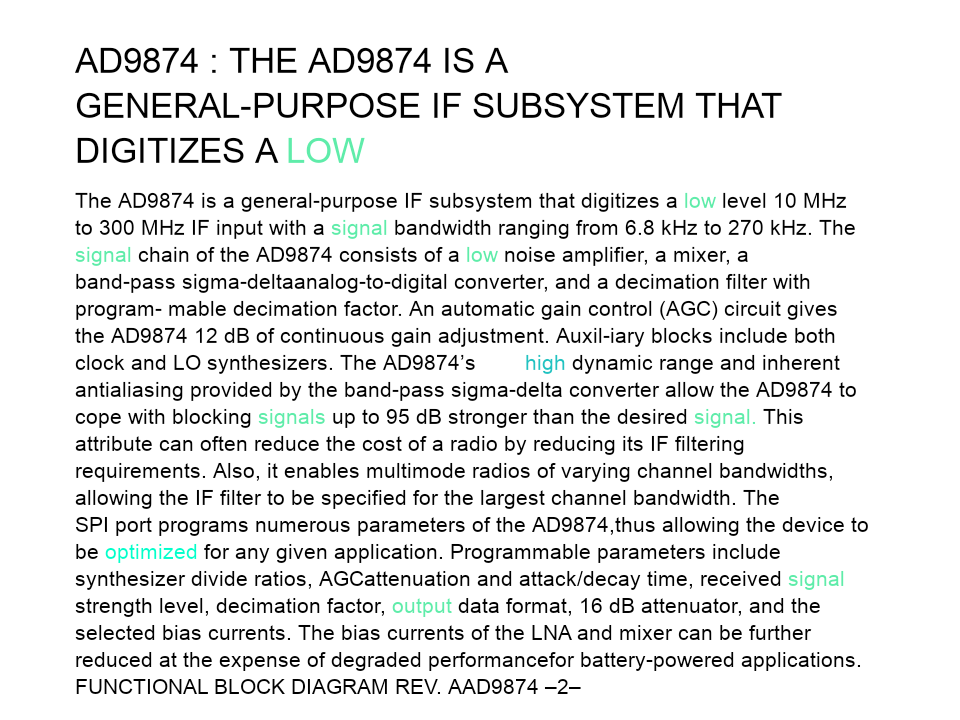 AD9874 : THE AD9874 IS A
GENERAL-PURPOSE IF SUBSYSTEM THAT
DIGITIZES A LOW
The AD9874 is a general-purpose IF subsystem that digitizes a low level 10 MHz
to 300 MHz IF input with a signal bandwidth ranging from 6.8 kHz to 270 kHz. The
signal chain of the AD9874 consists of a low noise amplifier, a mixer, a
band-pass sigma-deltaanalog-to-digital converter, and a decimation filter with
program- mable decimation factor. An automatic gain control (AGC) circuit gives
the AD9874 12 dB of continuous gain adjustment. Auxil-iary blocks include both
clock and LO synthesizers. The AD9874’s high dynamic range and inherent
antialiasing provided by the band-pass sigma-delta converter allow the AD9874 to
cope with blocking signals up to 95 dB stronger than the desired signal. This
attribute can often reduce the cost of a radio by reducing its IF filtering
requirements. Also, it enables multimode radios of varying channel bandwidths,
allowing the IF filter to be specified for the largest channel bandwidth. The
SPI port programs numerous parameters of the AD9874,thus allowing the device to
be optimized for any given application. Programmable parameters include
synthesizer divide ratios, AGCattenuation and attack/decay time, received signal
strength level, decimation factor, output data format, 16 dB attenuator, and the
selected bias currents. The bias currents of the LNA and mixer can be further
reduced at the expense of degraded performancefor battery-powered applications.
FUNCTIONAL BLOCK DIAGRAM REV. AAD9874 –2–